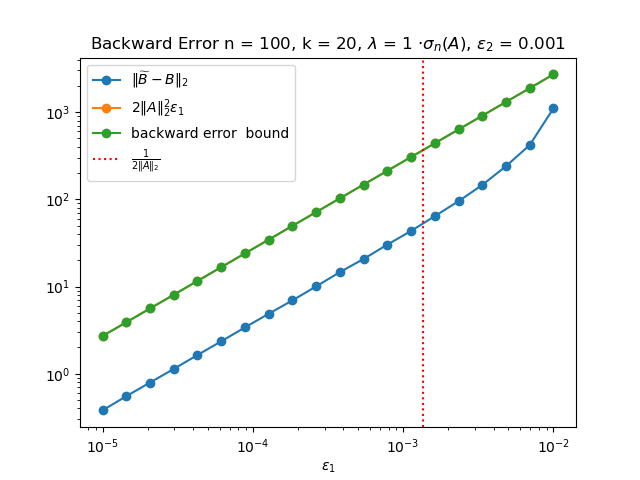 Backward Error n = 100, k = 20, λ = 1 ·σₙ(A), ε₂ = 0.001
‖B̃ − B‖₂
2‖A‖₂²ε₁
backward error  bound
1/(2‖A‖₂)
10³
10²
10¹
10⁰
10⁻⁵ 10⁻⁴ 10⁻³ 10⁻²
ε₁